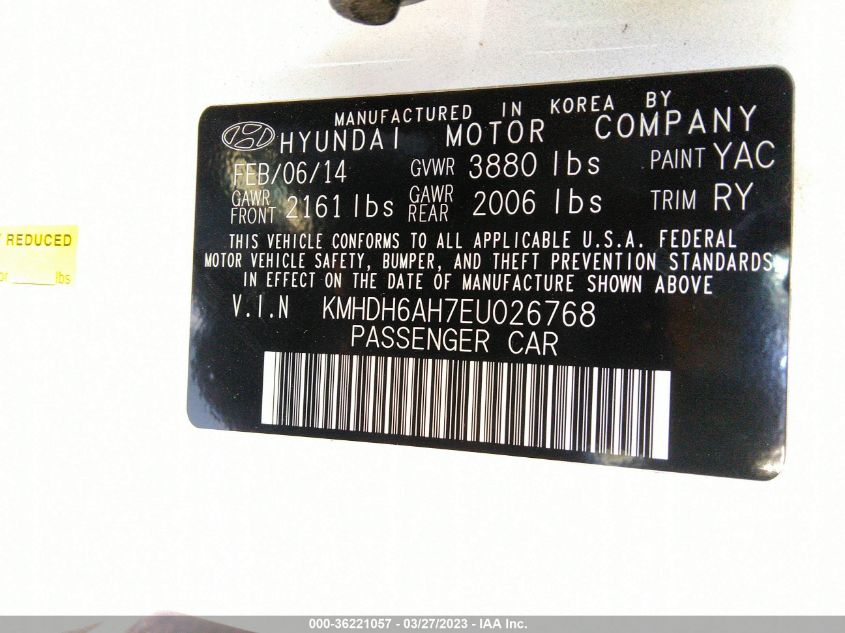 MANUFACTURED IN KOREA BY
HYUNDAI MOTOR COMPANY
FEB/06/14 GVWR 3880 lbs PAINT YAC
GAWR FRONT 2161 lbs GAWR REAR 2006 lbs TRIM RY
THIS VEHICLE CONFORMS TO ALL APPLICABLE U.S.A. FEDERAL
MOTOR VEHICLE SAFETY, BUMPER, AND THEFT PREVENTION STANDARDS
IN EFFECT ON THE DATE OF MANUFACTURE SHOWN ABOVE
V.I.N KMHDH6AH7EU026768
PASSENGER CAR
REDUCED
lbs
000-36221057 - 03/27/2023 - IAA Inc.